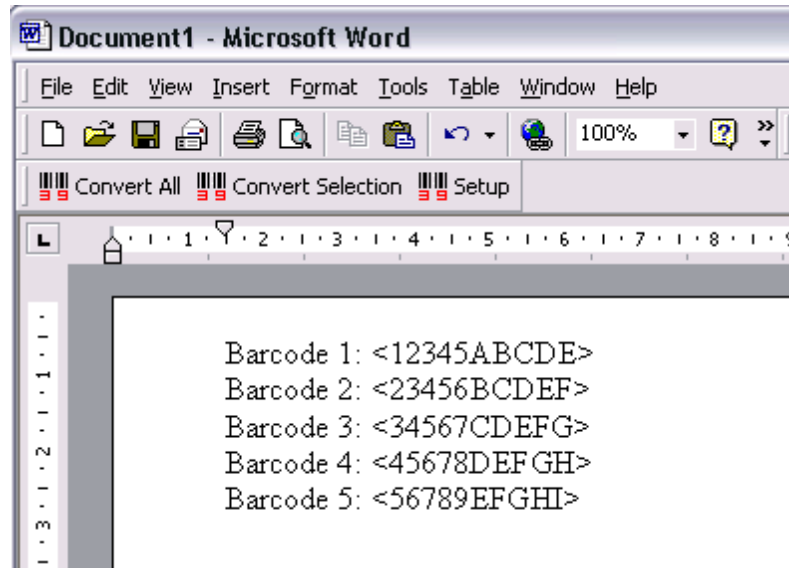 Document1 - Microsoft Word
File Edit View Insert Format Tools Table Window Help
100%
Convert All Convert Selection Setup
1 2 3 4 5 6 7 8 9
Barcode 1: <12345ABCDE>
Barcode 2: <23456BCDEF>
Barcode 3: <34567CDEFG>
Barcode 4: <45678DEFGH>
Barcode 5: <56789EFGHI>
1
2
3